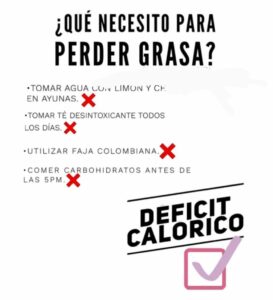 ¿QUÉ NECESITO PARA
PERDER GRASA?
•TOMAR AGUA CON LIMÓN Y
EN AYUNAS.
•TOMAR TÉ DESINTOXICANTE TODOS
LOS DÍAS.
•UTILIZAR FAJA COLOMBIANA.
•COMER CARBOHIDRATOS ANTES DE
LAS 5PM.
DEFICIT
CALORICO